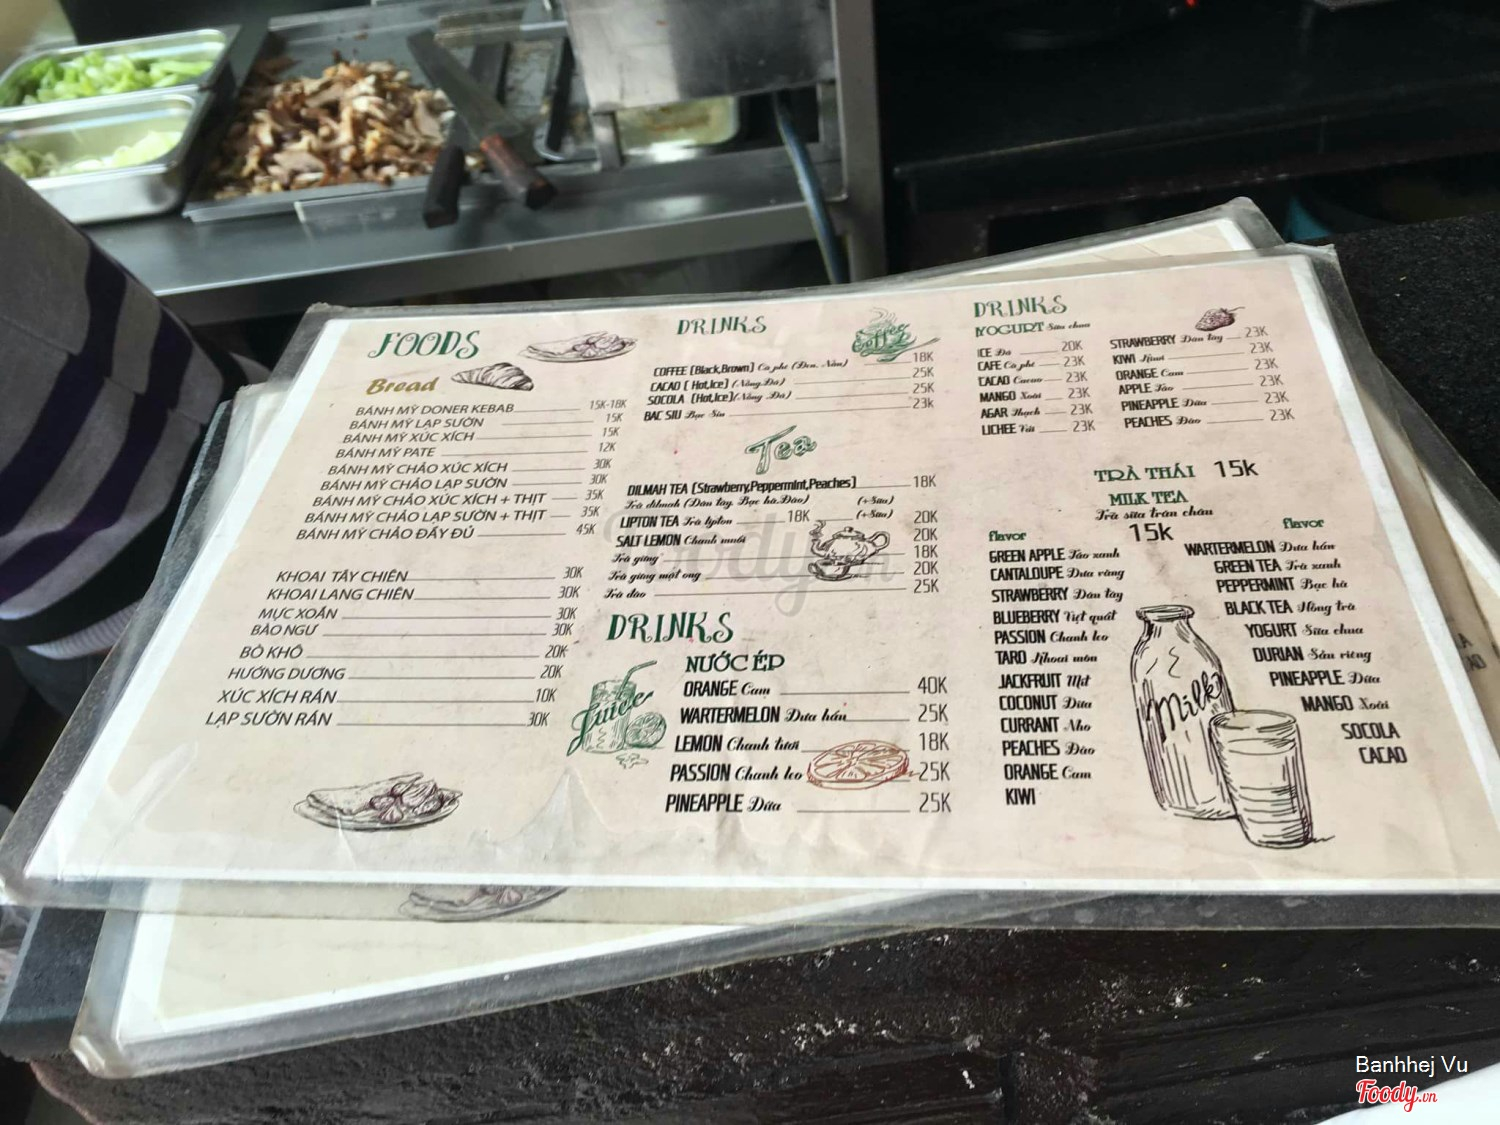 FOODS
Bread
BÁNH MỲ DONER KEBAB 15K-18K
BÁNH MỲ LẠP SƯỜN 15K
BÁNH MỲ XÚC XÍCH 15K
BÁNH MỲ PATE 12K
BÁNH MỲ CHẢO XÚC XÍCH 30K
BÁNH MỲ CHẢO LẠP SƯỜN 30K
BÁNH MỲ CHẢO XÚC XÍCH + THỊT 35K
BÁNH MỲ CHẢO LẠP SƯỜN + THỊT 35K
BÁNH MỲ CHẢO ĐẦY ĐỦ 45K
KHOAI TÂY CHIÊN 30K
KHOAI LANG CHIÊN 30K
MỰC XOẮN 30K
BÀO NGƯ 30K
BÒ KHÔ 20K
HƯỚNG DƯƠNG 20K
XÚC XÍCH RÁN 10K
LẠP SƯỜN RÁN 30K
DRINKS
Coffee
COFFEE (Black,Brown) Cà phê (Đen, Nâu) 18K
CACAO ( Hot,Ice) (Nóng,Đá) 25K
SOCOLA (Hot,Ice)(Nóng ,Đá) 25K
BAC SIU Bạc Sỉu 23k
Tea
DILMAH TEA (Strawberry,Peppermint,Peaches) 18K
Trà dilmah (Dâu tây, Bạc hà,Đào) (+Sữa)
LIPTON TEA Trà lipton 18K (+Sữa) 20K
SALT LEMON Chanh muối 20K
Trà gừng 18K
Trà gừng mật ong 20K
Trà đào 25K
DRINKS
NƯỚC ÉP
Juice
ORANGE Cam 40K
WARTERMELON Dưa hấu 25K
LEMON Chanh tươi 18K
PASSION Chanh leo 25K
PINEAPPLE Dứa 25K
DRINKS
YOGURT Sữa chua
ICE Đá 20K
CAFE Cà phê 23K
CACAO Cacao 23K
MANGO Xoài 23K
AGAR Thạch 23K
LICHEE Vải 23K
STRAWBERRY Dâu tây 23K
KIWI Kiwi 23K
ORANGE Cam 23K
APPLE Táo 23K
PINEAPPLE Dứa 23K
PEACHES Đào 23K
TRÀ THÁI 15k
MILK TEA
Trà sữa trân châu
15k
flavor
GREEN APPLE Táo xanh
CANTALOUPE Dưa vàng
STRAWBERRY Dâu tây
BLUEBERRY Việt quất
PASSION Chanh leo
TARO Khoai môn
JACKFRUIT Mít
COCONUT Dừa
CURRANT Nho
PEACHES Đào
ORANGE Cam
KIWI
flavor
WARTERMELON Dưa hấu
GREEN TEA Trà xanh
PEPPERMINT Bạc hà
BLACK TEA Hồng trà
YOGURT Sữa chua
DURIAN Sầu riêng
PINEAPPLE Dứa
MANGO Xoài
SOCOLA
CACAO
Milk
Foody.vn
Banhhej Vu
Foody.vn